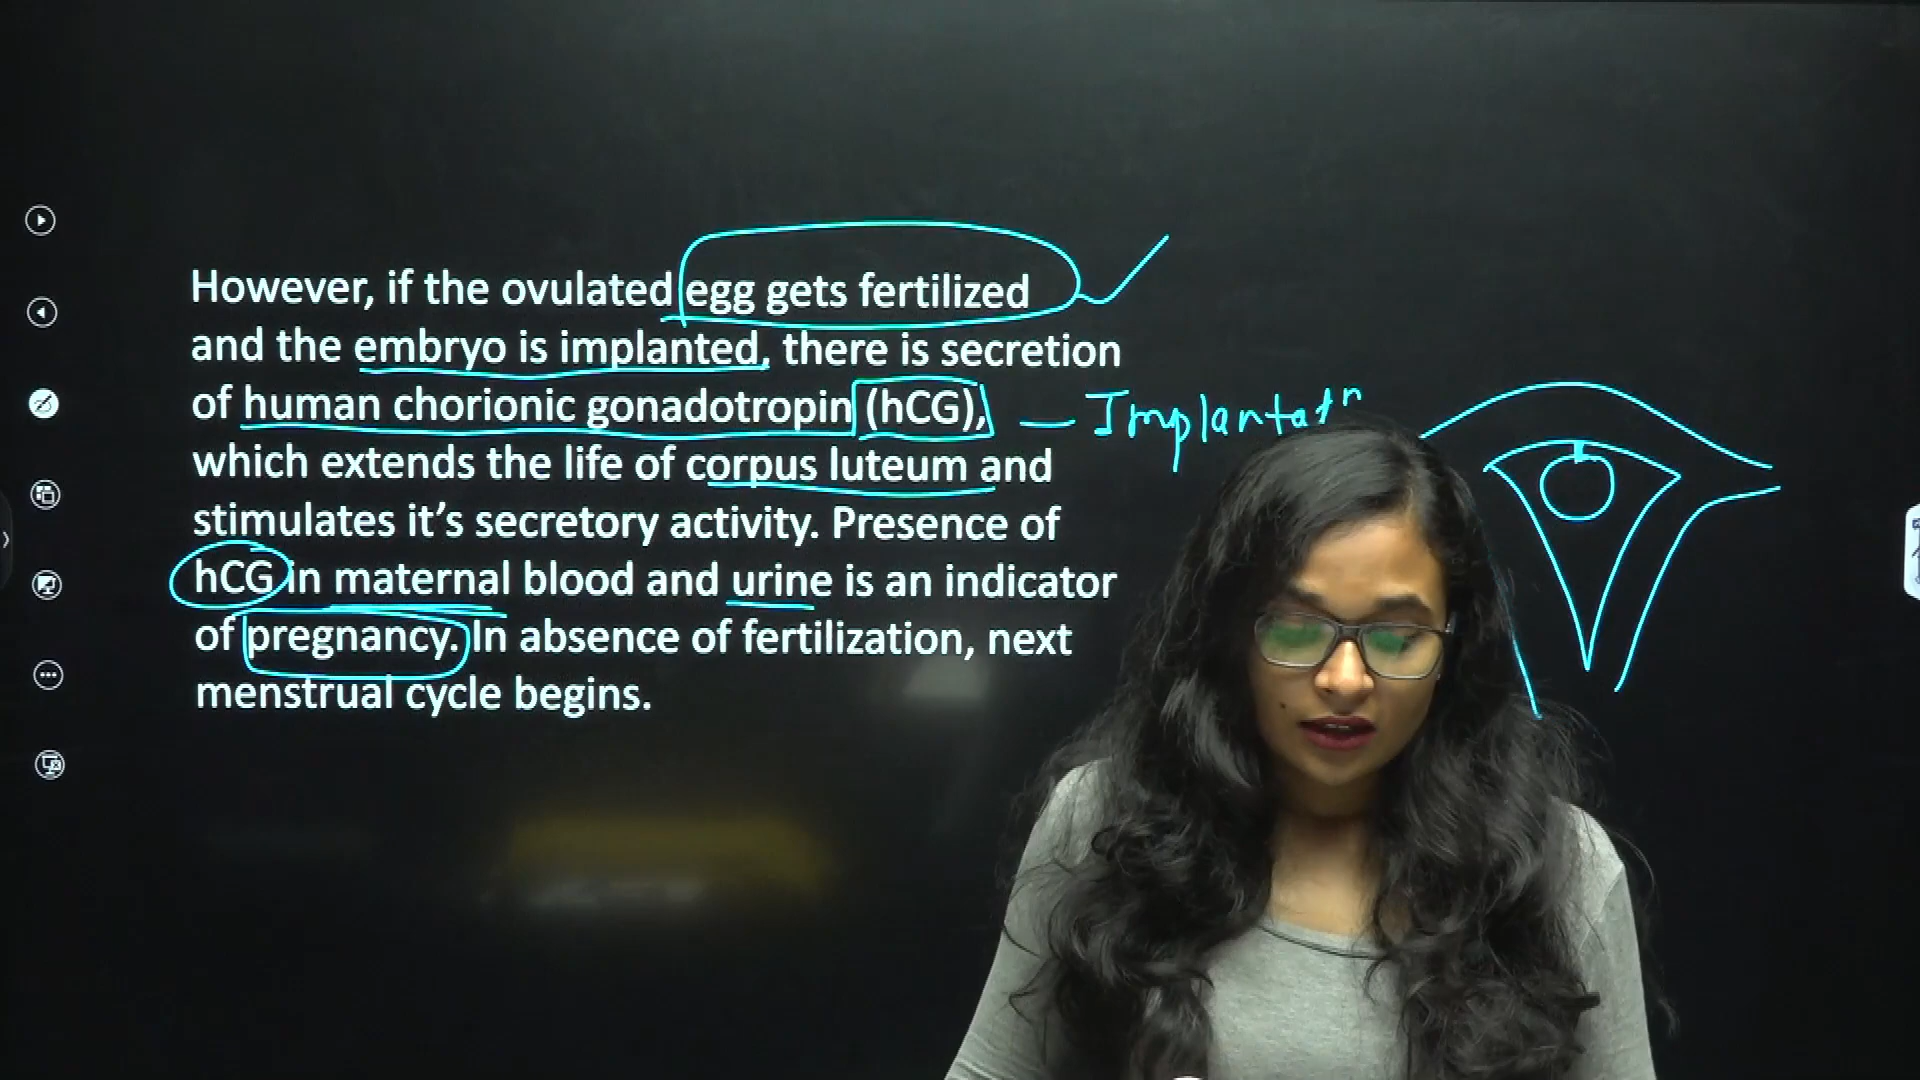 However, if the ovulated egg gets fertilized
and the embryo is implanted, there is secretion
of human chorionic gonadotropin (hCG), — Implantatⁿ
which extends the life of corpus luteum and
stimulates it’s secretory activity. Presence of
hCG in maternal blood and urine is an indicator
of pregnancy. In absence of fertilization, next
menstrual cycle begins.